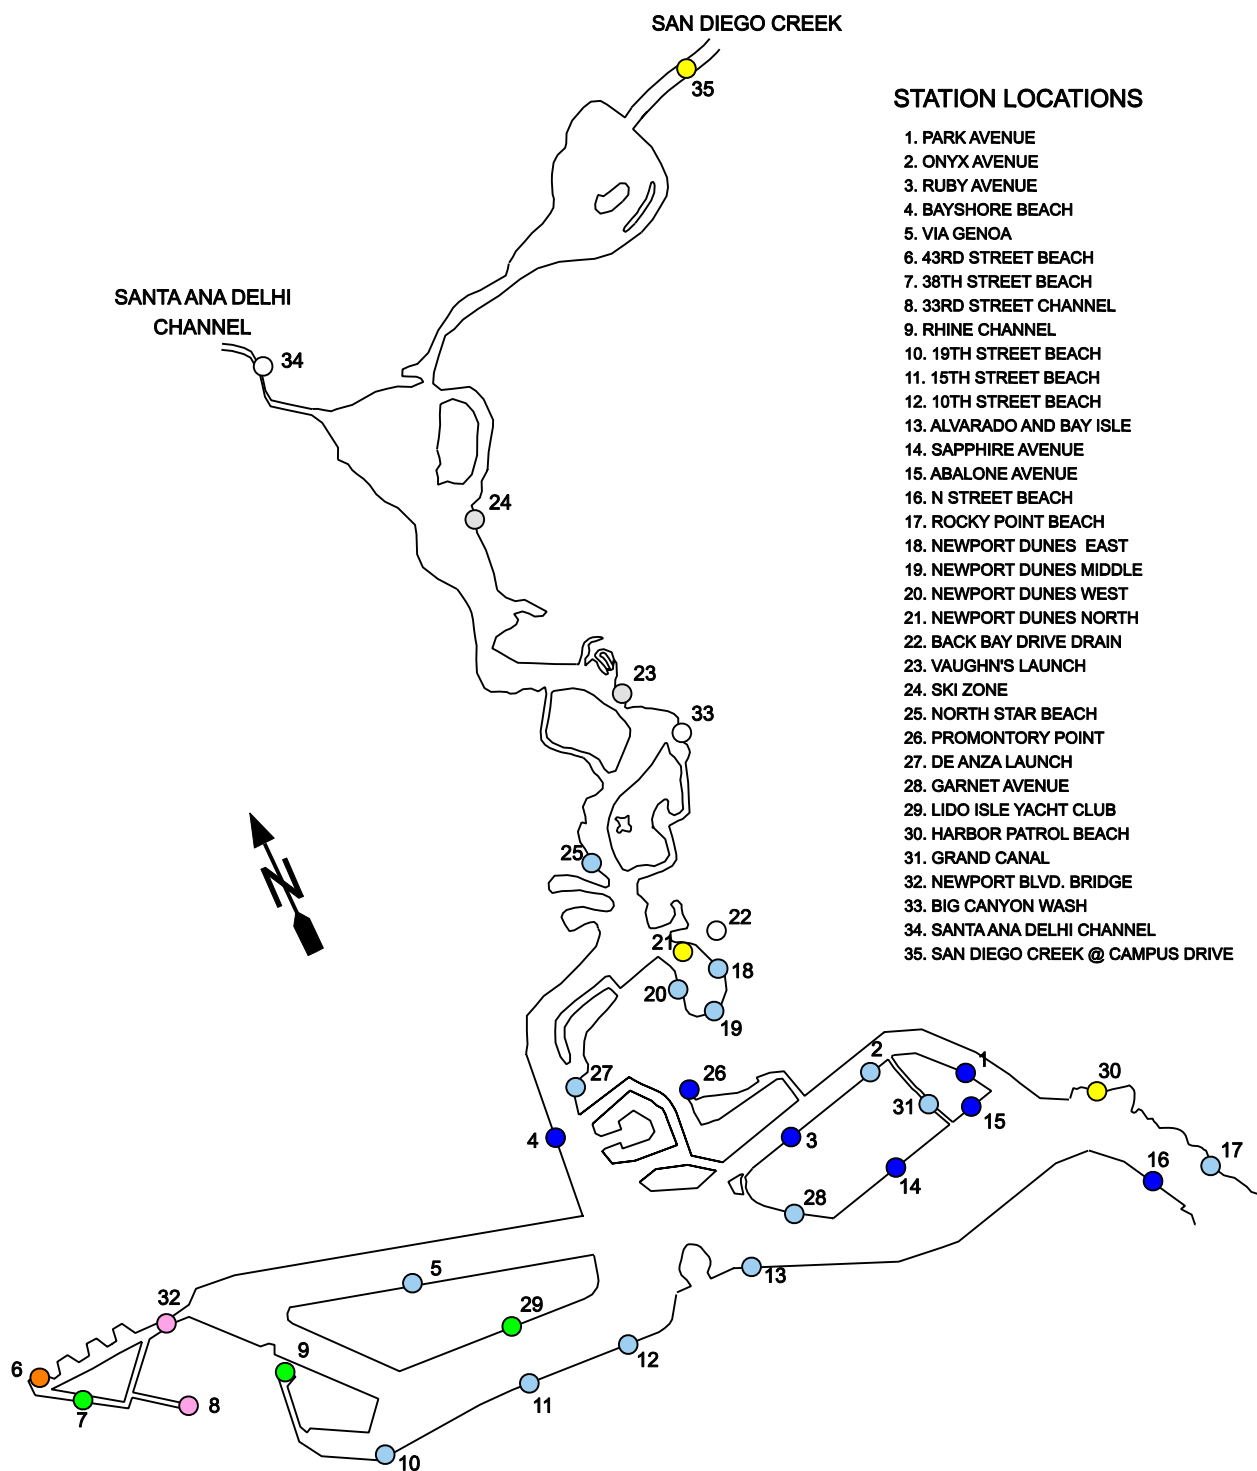 SAN DIEGO CREEK
35
STATION LOCATIONS
1. PARK AVENUE
2. ONYX AVENUE
3. RUBY AVENUE
4. BAYSHORE BEACH
5. VIA GENOA
6. 43RD STREET BEACH
7. 38TH STREET BEACH
8. 33RD STREET CHANNEL
9. RHINE CHANNEL
10. 19TH STREET BEACH
11. 15TH STREET BEACH
12. 10TH STREET BEACH
13. ALVARADO AND BAY ISLE
14. SAPPHIRE AVENUE
15. ABALONE AVENUE
16. N STREET BEACH
17. ROCKY POINT BEACH
18. NEWPORT DUNES EAST
19. NEWPORT DUNES MIDDLE
20. NEWPORT DUNES WEST
21. NEWPORT DUNES NORTH
22. BACK BAY DRIVE DRAIN
23. VAUGHN'S LAUNCH
24. SKI ZONE
25. NORTH STAR BEACH
26. PROMONTORY POINT
27. DE ANZA LAUNCH
28. GARNET AVENUE
29. LIDO ISLE YACHT CLUB
30. HARBOR PATROL BEACH
31. GRAND CANAL
32. NEWPORT BLVD. BRIDGE
33. BIG CANYON WASH
34. SANTA ANA DELHI CHANNEL
35. SAN DIEGO CREEK @ CAMPUS DRIVE
SANTA ANA DELHI
CHANNEL
34
24
23
33
25
22
21
18
20
19
2
1
27
26
30
31
15
4
3
17
14
16
28
13
5
32
29
9
12
6
11
7
8
10
N